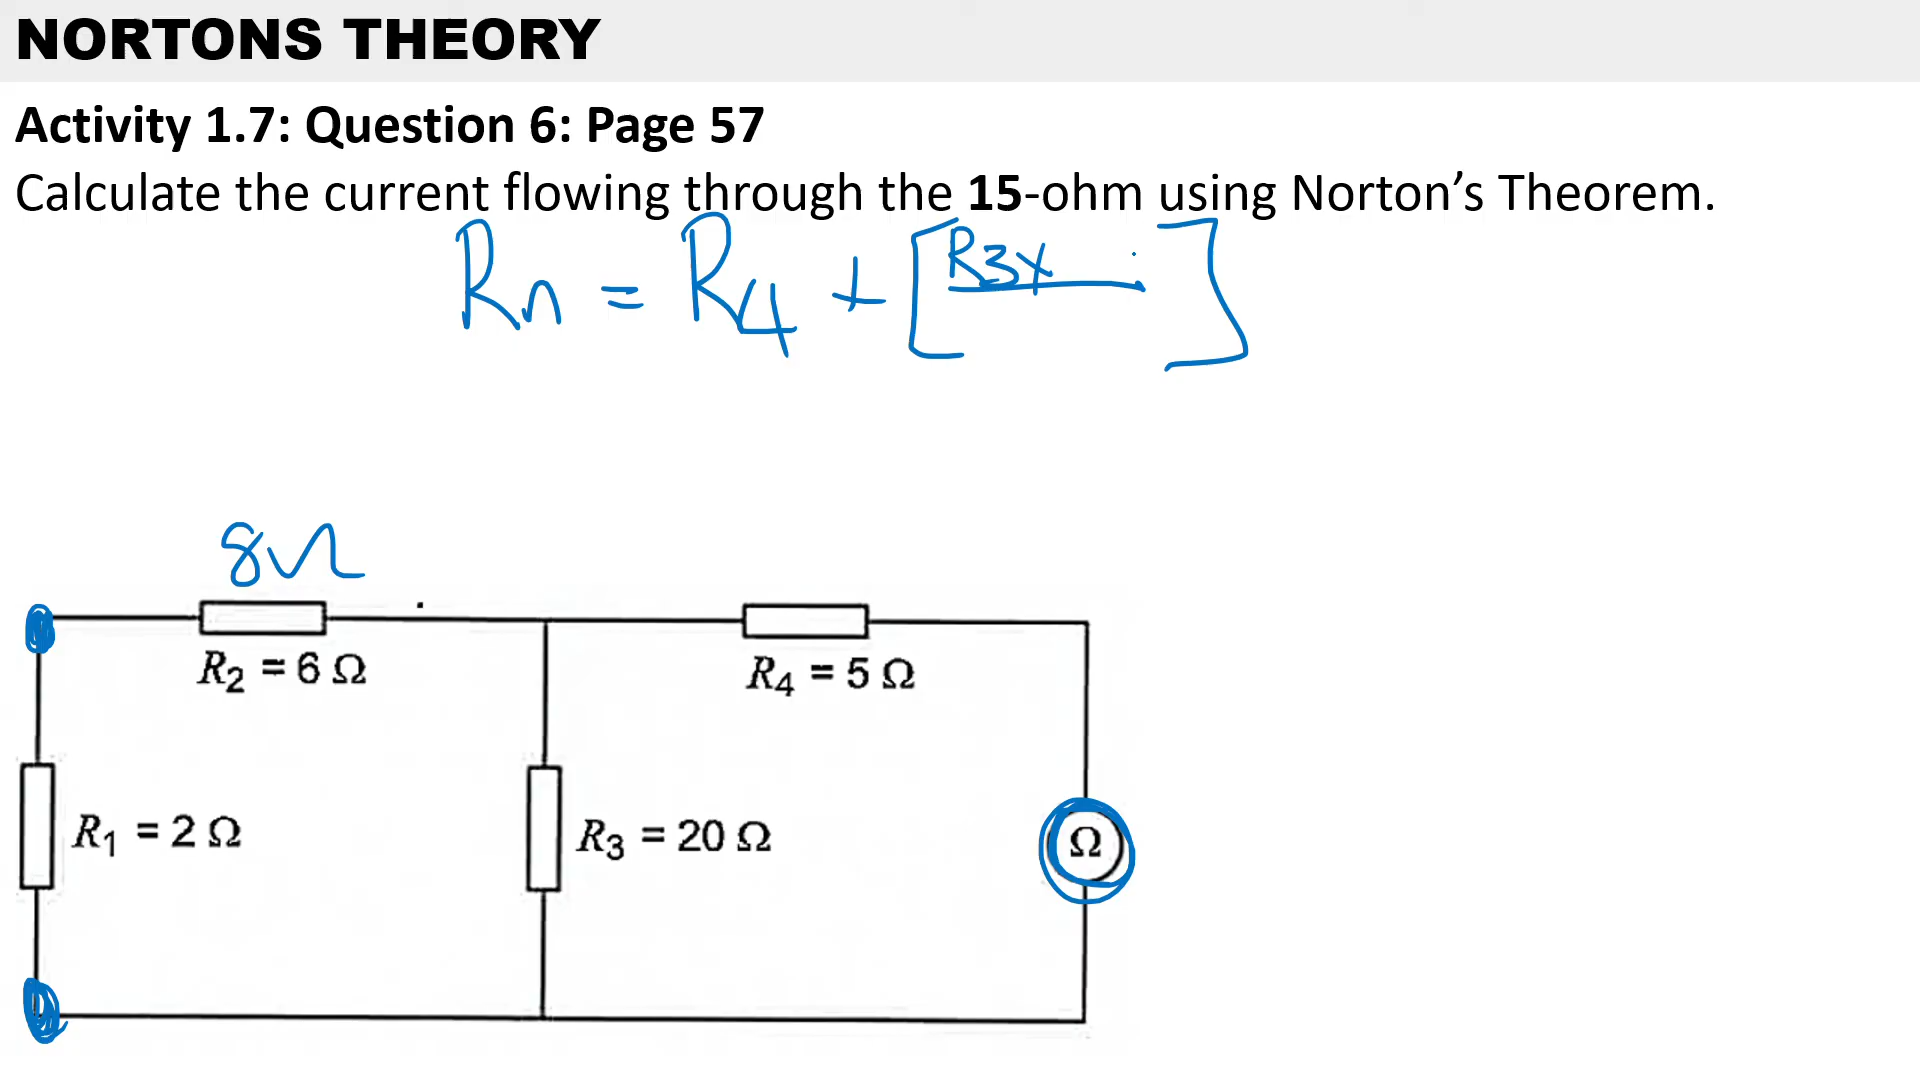 NORTONS THEORY
Activity 1.7: Question 6: Page 57
Calculate the current flowing through the 15-ohm using Norton’s Theorem.
Rn = R4 + [R3x]
8Ω
R2 = 6 Ω
R4 = 5 Ω
R1 = 2 Ω
R3 = 20 Ω
Ω